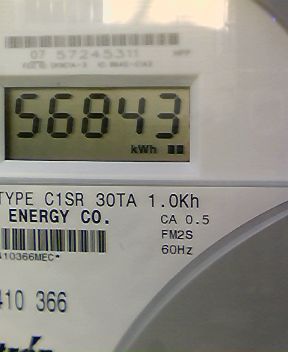 07 57245311
56843
kWh
TYPE C1SR 30TA 1.0Kh
ENERGY CO. CA 0.5
FM2S
410366MEC* 60Hz
410 366